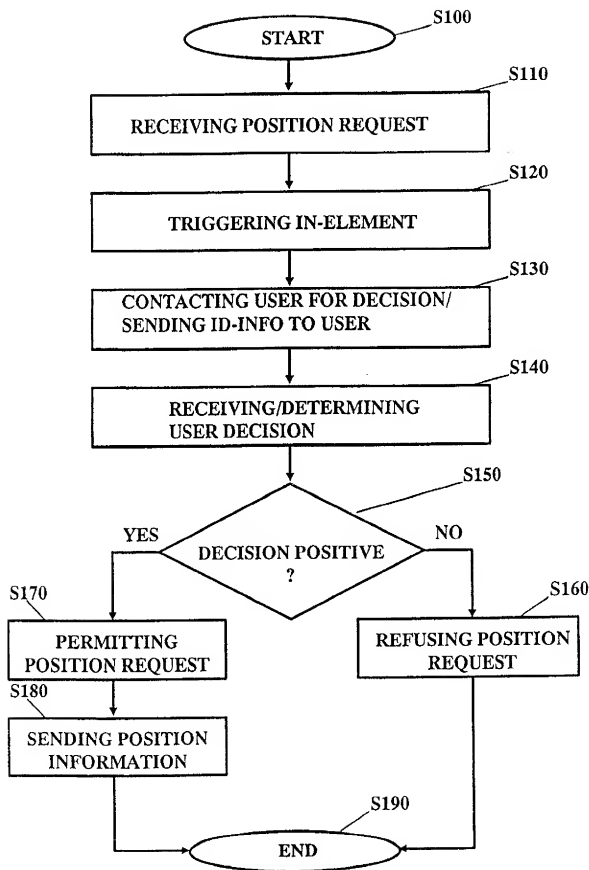 START
S100
S110
RECEIVING POSITION REQUEST
S120
TRIGGERING IN-ELEMENT
S130
CONTACTING USER FOR DECISION/
SENDING ID-INFO TO USER
S140
RECEIVING/DETERMINING
USER DECISION
S150
YES
NO
DECISION POSITIVE
?
S170
PERMITTING
POSITION REQUEST
S160
REFUSING POSITION
REQUEST
S180
SENDING POSITION
INFORMATION
S190
END